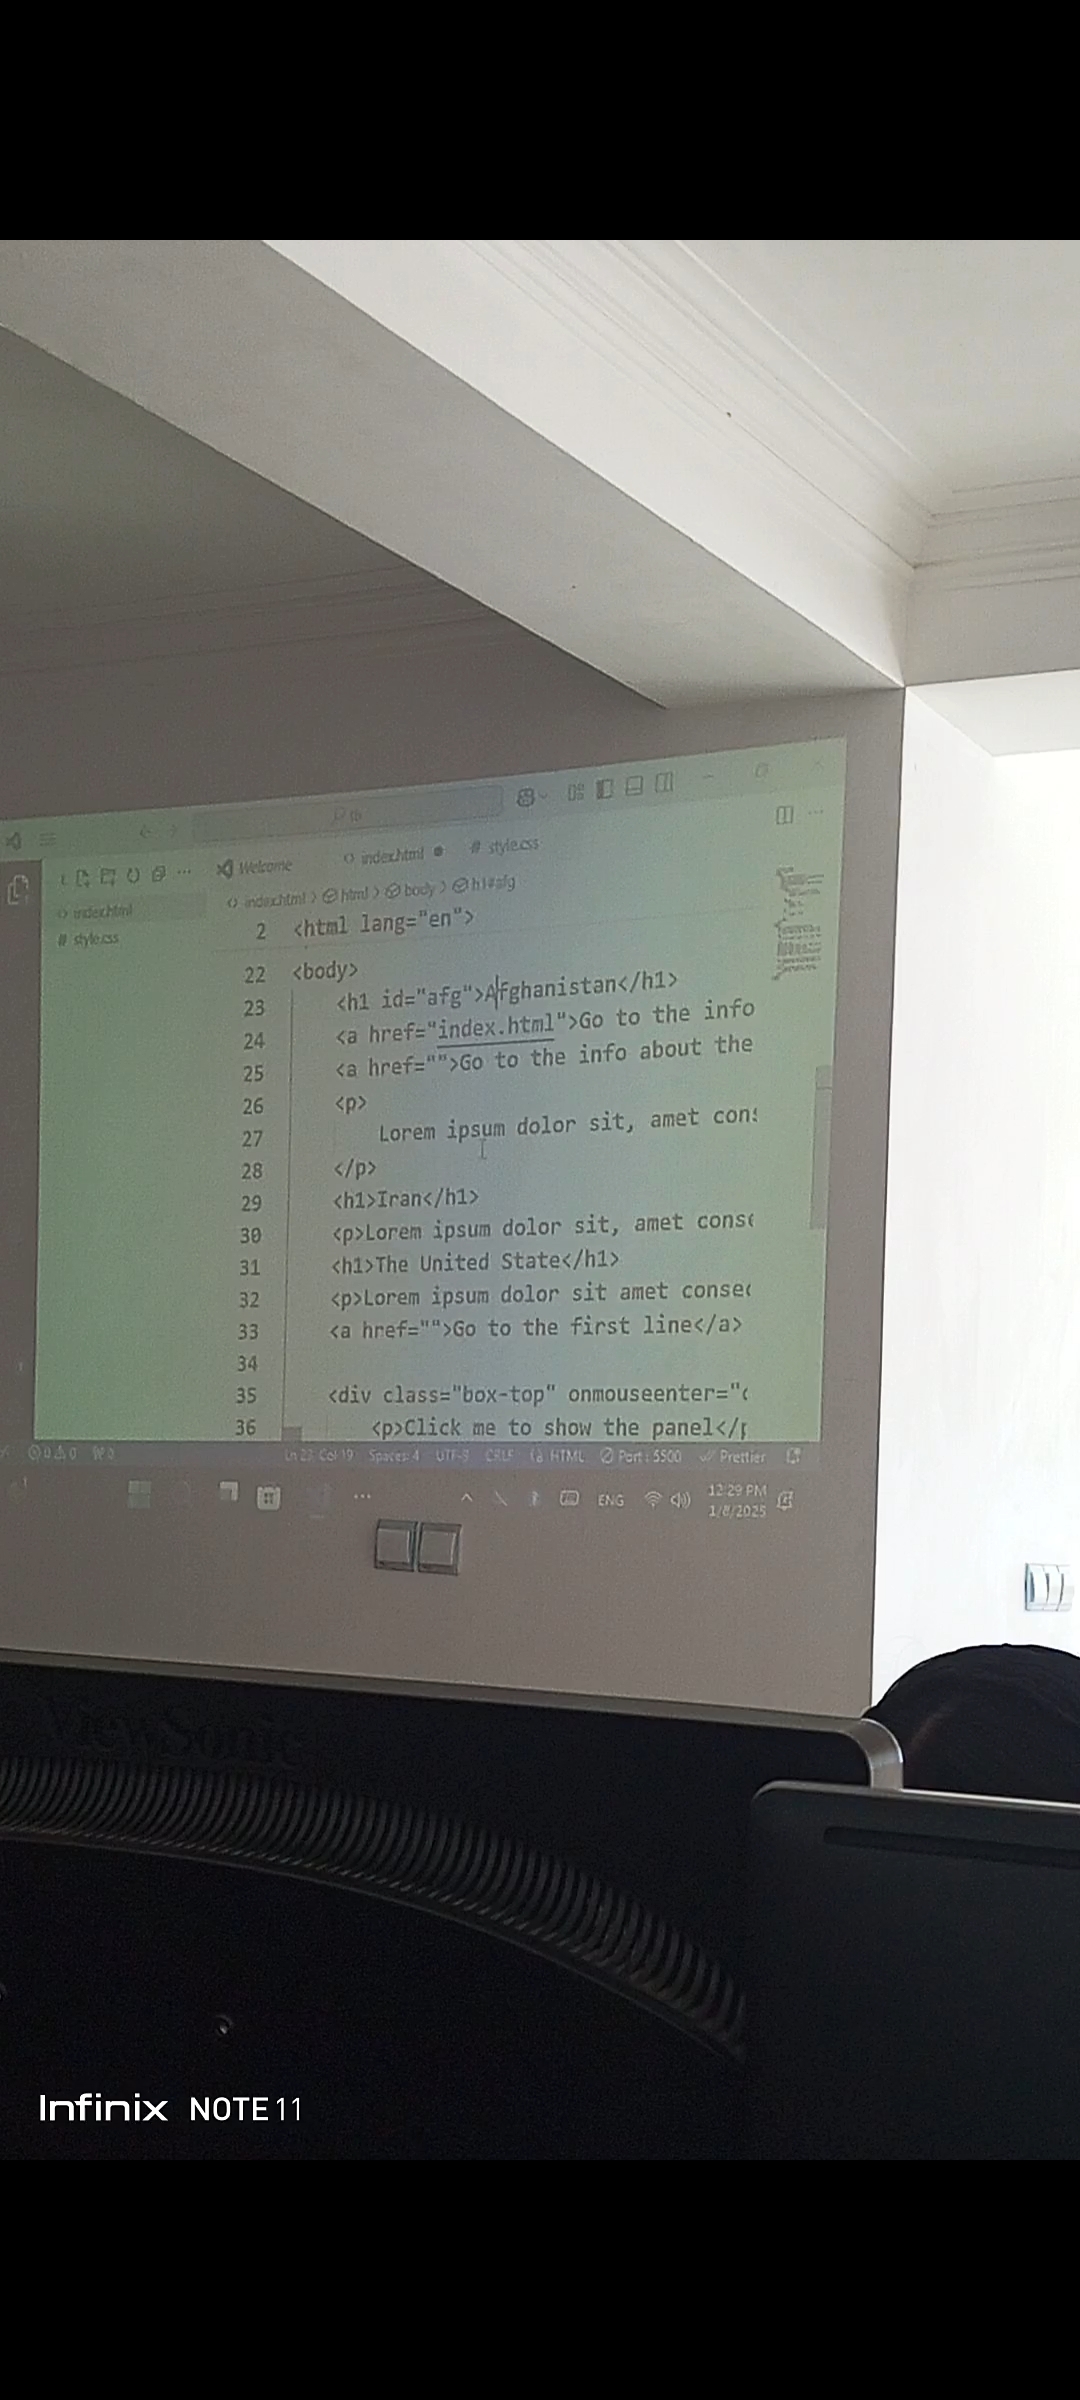 Welcome
index.html
# style.css
index.html
index.html > html > body > h1#afg
# style.css
2 <html lang="en">
22 <body>
23 <h1 id="afg">Afghanistan</h1>
24 <a href="index.html">Go to the info
25 <a href="">Go to the info about the
26 <p>
27 Lorem ipsum dolor sit, amet cons
28 </p>
29 <h1>Iran</h1>
30 <p>Lorem ipsum dolor sit, amet conse
31 <h1>The United State</h1>
32 <p>Lorem ipsum dolor sit amet consec
33 <a href="">Go to the first line</a>
34
35 <div class="box-top" onmouseenter="
36 <p>Click me to show the panel</p
0 0 0 Ln 23, Col 19 Spaces: 4 UTF-8 CRLF HTML Port : 5500 Prettier
ENG 12:29 PM
1/8/2025
ViewSonic
Infinix NOTE 11